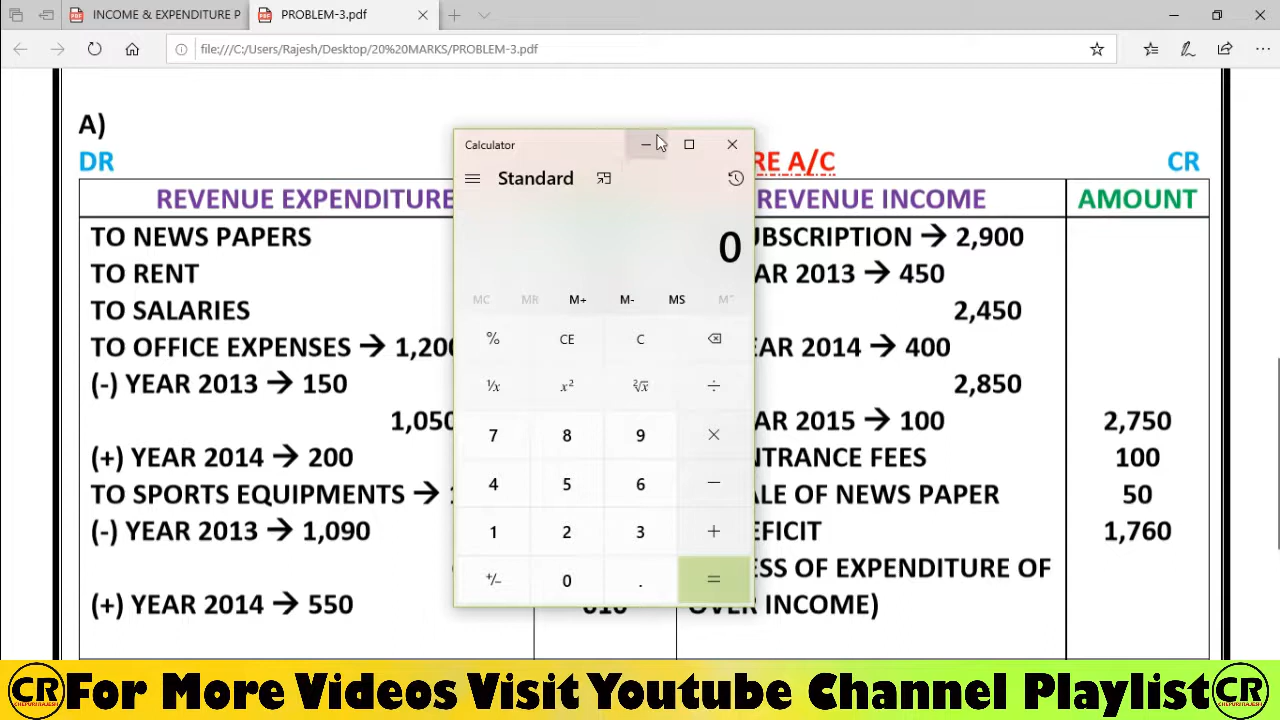 INCOME & EXPENDITURE P
PROBLEM-3.pdf
file:///C:/Users/Rajesh/Desktop/20%20MARKS/PROBLEM-3.pdf
A)
DR
RE A/C
CR
REVENUE EXPENDITURE
REVENUE INCOME
AMOUNT
TO NEWS PAPERS
UBSCRIPTION → 2,900
TO RENT
AR 2013 → 450
TO SALARIES
2,450
TO OFFICE EXPENSES → 1,200
EAR 2014 → 400
(-) YEAR 2013 → 150
2,850
1,050
AR 2015 → 100
2,750
(+) YEAR 2014 → 200
NTRANCE FEES
100
TO SPORTS EQUIPMENTS →
ALE OF NEWS PAPER
50
(-) YEAR 2013 → 1,090
EFICIT
1,760
ESS OF EXPENDITURE OF
(+) YEAR 2014 → 550
OVER INCOME)
Calculator
Standard
0
MC MR M+ M- MS M˜
% CE C
⅟x x² ²√x ÷
7 8 9 ×
4 5 6 −
1 2 3 +
+/− 0 . =
CR For More Videos Visit Youtube Channel Playlist CR
CHEPURI RAJESH
CHEPURI RAJESH